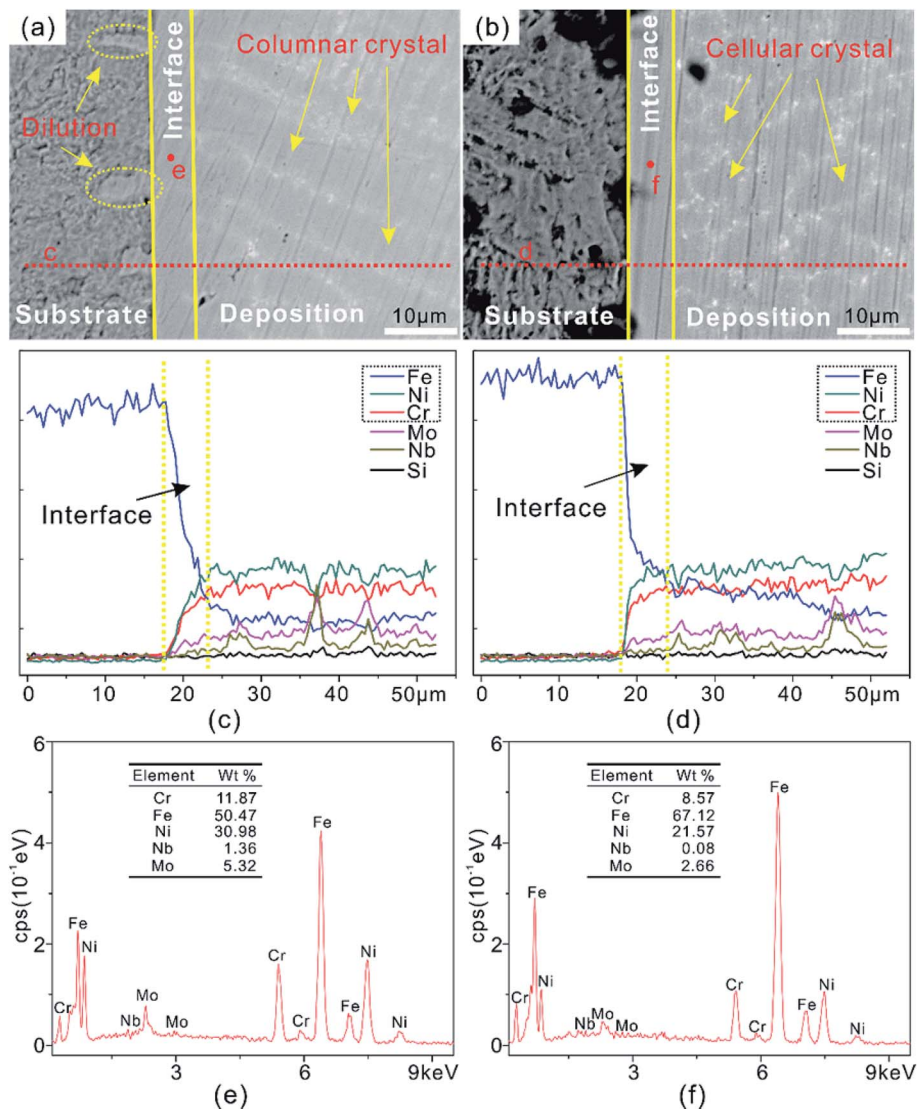 (a)
Columnar crystal
Interface
Dilution
e
c
Substrate
Deposition
10μm
(b)
Cellular crystal
Interface
f
d
Substrate
Deposition
10μm
Fe
Ni
Cr
Mo
Nb
Si
Interface
0 10 20 30 40 50μm
(c)
Fe
Ni
Cr
Mo
Nb
Si
Interface
0 10 20 30 40 50μm
(d)
6
4
2
0
cps(10⁻¹eV)
Element Wt %
Cr 11.87
Fe 50.47
Ni 30.98
Nb 1.36
Mo 5.32
Cr Fe Ni Nb Mo Mo Cr Cr Fe Fe Ni Ni
3 6 9keV
(e)
6
4
2
0
cps(10⁻¹eV)
Element Wt %
Cr 8.57
Fe 67.12
Ni 21.57
Nb 0.08
Mo 2.66
Cr Fe Ni Nb Mo Mo Cr Cr Fe Fe Ni Ni
3 6 9keV
(f)